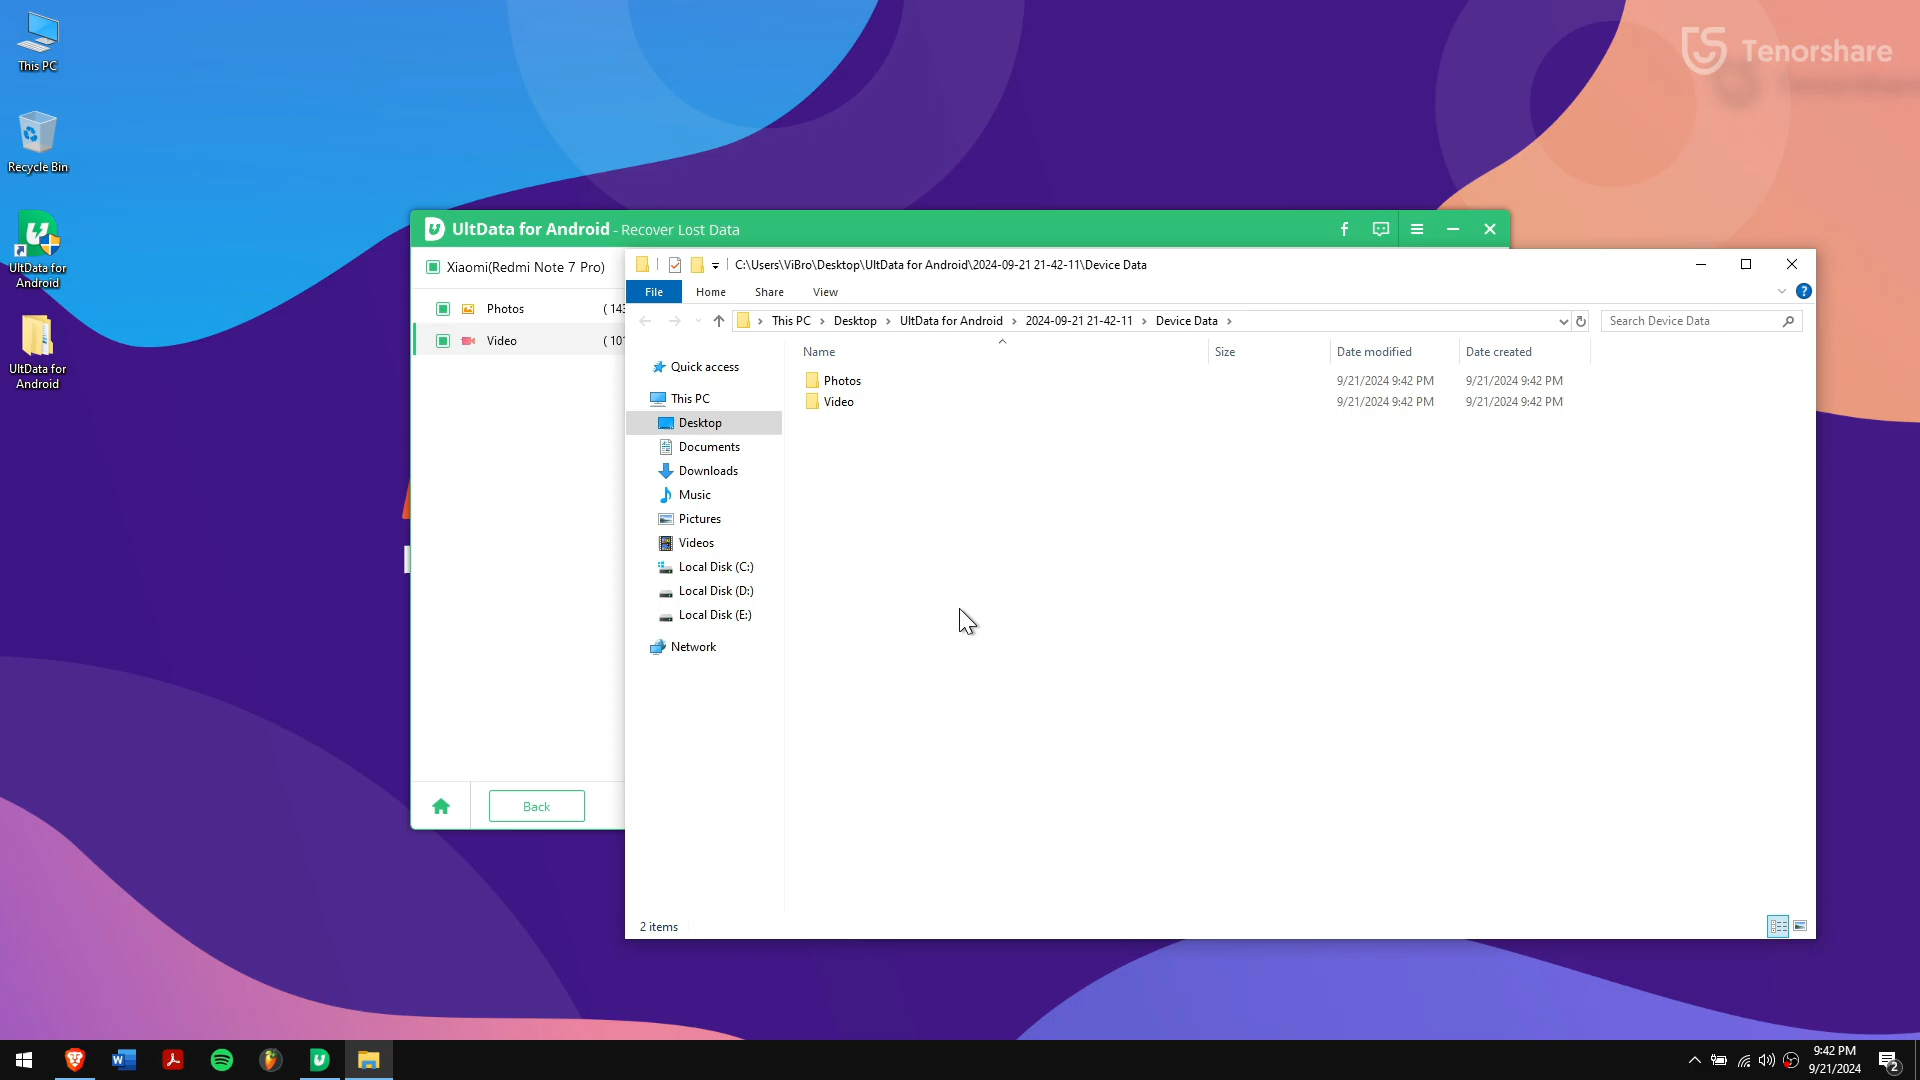 This PC
Recycle Bin
UltData for
Android
UltData for
Android
Tenorshare
UltData for Android - Recover Lost Data
Xiaomi(Redmi Note 7 Pro)
Photos ( 143
Video ( 101
Back
C:\Users\ViBro\Desktop\UltData for Android\2024-09-21 21-42-11\Device Data
File Home Share View
This PC Desktop UltData for Android 2024-09-21 21-42-11 Device Data
Search Device Data
Name Size Date modified Date created
Photos 9/21/2024 9:42 PM 9/21/2024 9:42 PM
Video 9/21/2024 9:42 PM 9/21/2024 9:42 PM
Quick access
This PC
Desktop
Documents
Downloads
Music
Pictures
Videos
Local Disk (C:)
Local Disk (D:)
Local Disk (E:)
Network
2 items
9:42 PM
9/21/2024
2